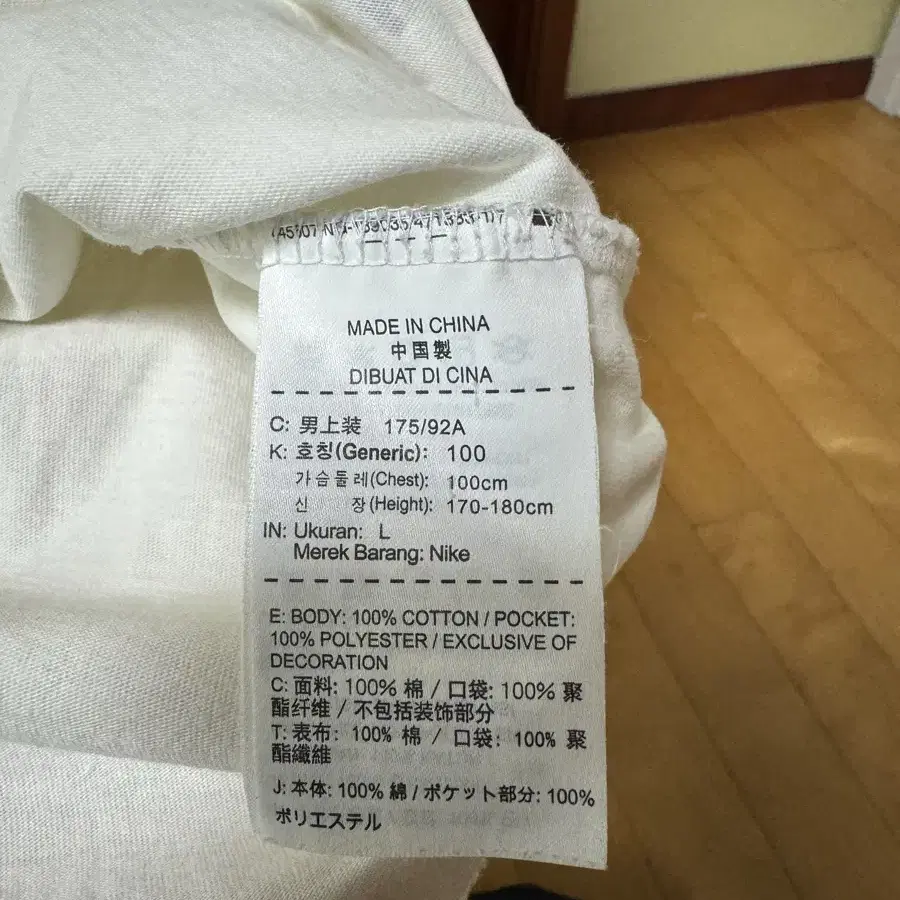 MADE IN CHINA
中国製
DIBUAT DI CINA
C: 男上装 175/92A
K: 호칭(Generic): 100
가슴둘레(Chest): 100cm
신 장(Height): 170-180cm
IN: Ukuran: L
Merek Barang: Nike
E: BODY: 100% COTTON / POCKET:
100% POLYESTER / EXCLUSIVE OF
DECORATION
C: 面料: 100% 棉 / 口袋: 100% 聚
酯纤维 / 不包括装饰部分
T: 表布: 100% 棉 / 口袋: 100% 聚
酯纖維
J: 本体: 100% 綿 / ポケット部分: 100%
ポリエステル